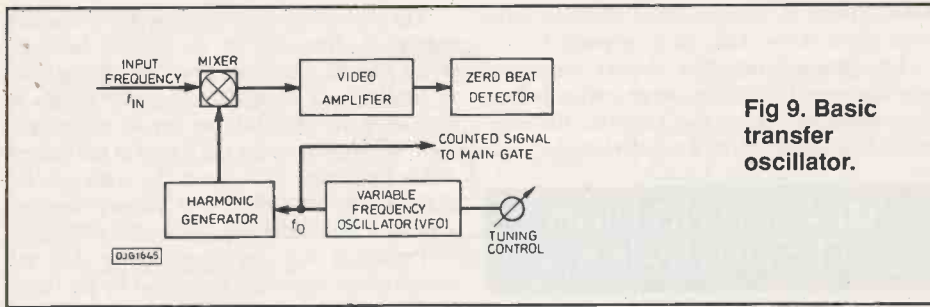 INPUT
FREQUENCY
fIN
MIXER
VIDEO
AMPLIFIER
ZERO BEAT
DETECTOR
COUNTED SIGNAL
TO MAIN GATE
HARMONIC
GENERATOR
fO
VARIABLE
FREQUENCY
OSCILLATOR (VFO)
TUNING
CONTROL
DJG1645
Fig 9. Basic
transfer
oscillator.